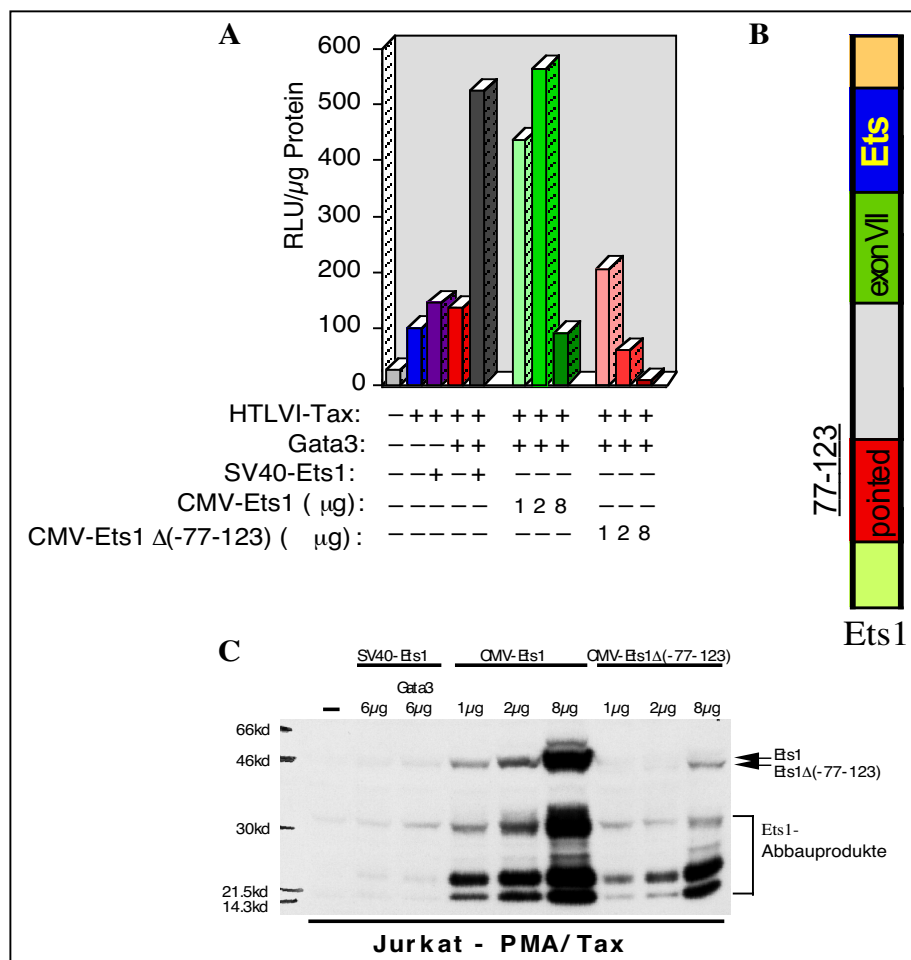 A
B
600
500
400
300
200
100
0
RLU/µg Protein
HTLVI-Tax: – + + + + + + + + + +
Gata3: – – – + + + + + + + +
SV40-Ets1: – – + – + – – – – – –
CMV-Ets1 ( µg): – – – – – 1 2 8 – – –
CMV-Ets1 Δ(-77-123) ( µg): – – – – – – – – 1 2 8
Ets
exon VII
77-123
pointed
Ets1
C
SV40-Ets1 CMV-Ets1 CMV-Ets1Δ(-77-123)
Gata3
– 6µg 6µg 1µg 2µg 8µg 1µg 2µg 8µg
66kd
46kd
30kd
21.5kd
14.3kd
Ets1
Ets1Δ(-77-123)
Ets1-
Abbauprodukte
Jurkat - PMA/Tax